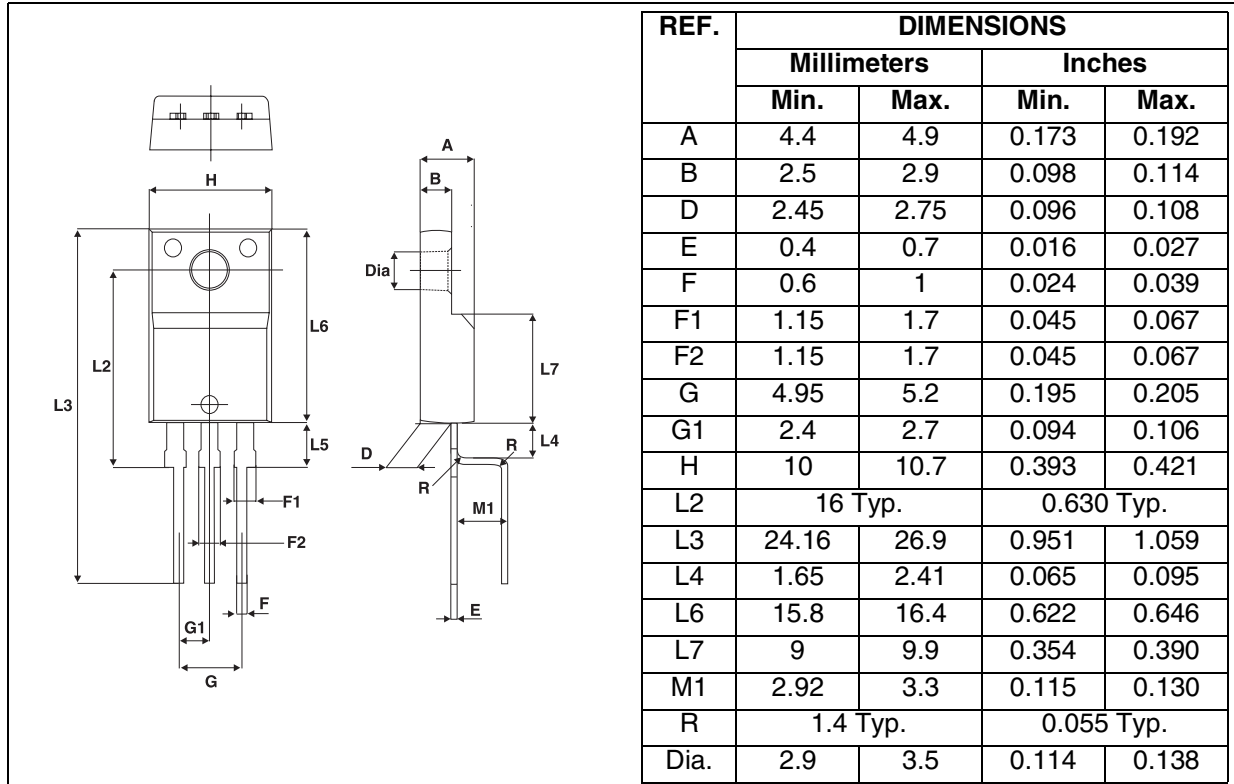 A
B
H
Dia
L6
L2
L7
L3
L5
L4
D
R
R
F1
M1
F2
F
E
G1
G
REF. DIMENSIONS
Millimeters Inches
Min. Max. Min. Max.
A 4.4 4.9 0.173 0.192
B 2.5 2.9 0.098 0.114
D 2.45 2.75 0.096 0.108
E 0.4 0.7 0.016 0.027
F 0.6 1 0.024 0.039
F1 1.15 1.7 0.045 0.067
F2 1.15 1.7 0.045 0.067
G 4.95 5.2 0.195 0.205
G1 2.4 2.7 0.094 0.106
H 10 10.7 0.393 0.421
L2 16 Typ. 0.630 Typ.
L3 24.16 26.9 0.951 1.059
L4 1.65 2.41 0.065 0.095
L6 15.8 16.4 0.622 0.646
L7 9 9.9 0.354 0.390
M1 2.92 3.3 0.115 0.130
R 1.4 Typ. 0.055 Typ.
Dia. 2.9 3.5 0.114 0.138